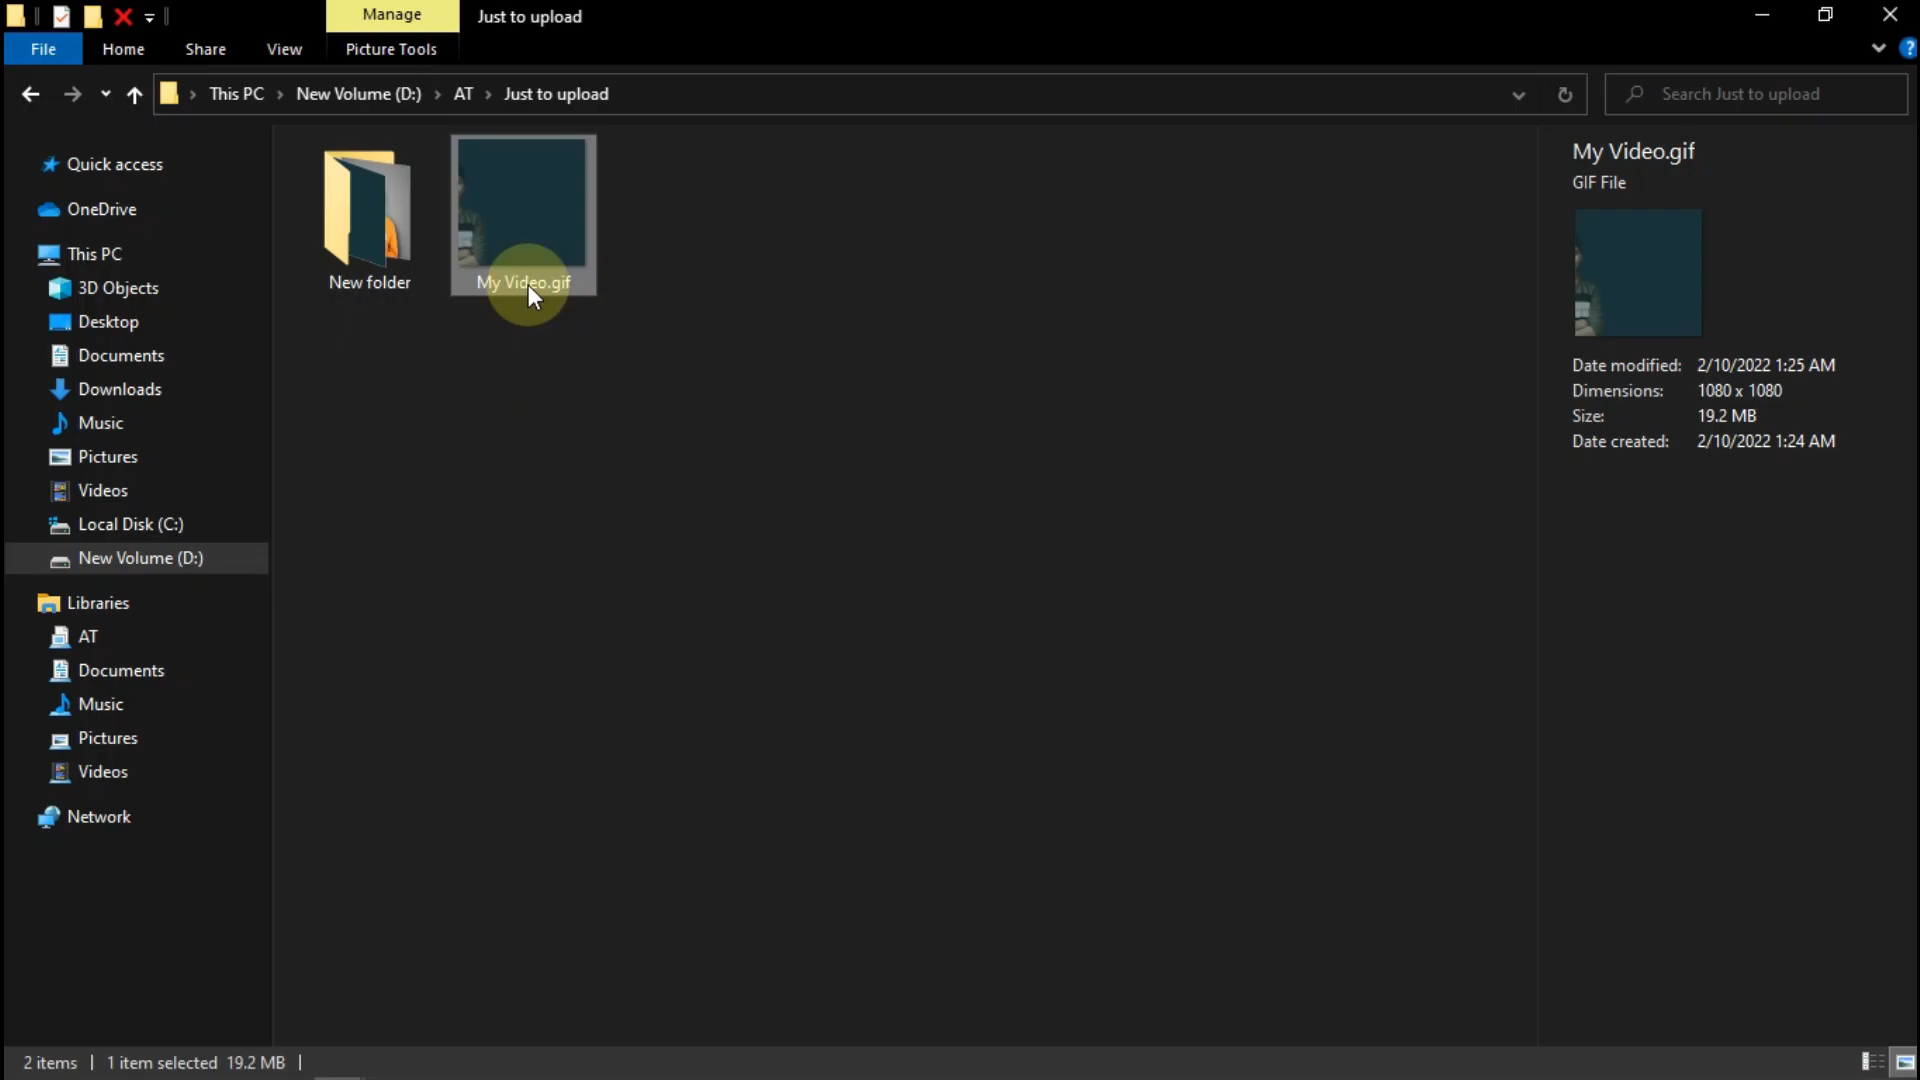 Manage
Just to upload
File
Home
Share
View
Picture Tools
?
This PC
New Volume (D:)
AT
Just to upload
Search Just to upload
Quick access
OneDrive
This PC
3D Objects
Desktop
Documents
Downloads
Music
Pictures
Videos
Local Disk (C:)
New Volume (D:)
Libraries
AT
Documents
Music
Pictures
Videos
Network
New folder
My Video.gif
My Video.gif
GIF File
Date modified: 2/10/2022 1:25 AM
Dimensions: 1080 x 1080
Size: 19.2 MB
Date created: 2/10/2022 1:24 AM
2 items
1 item selected 19.2 MB